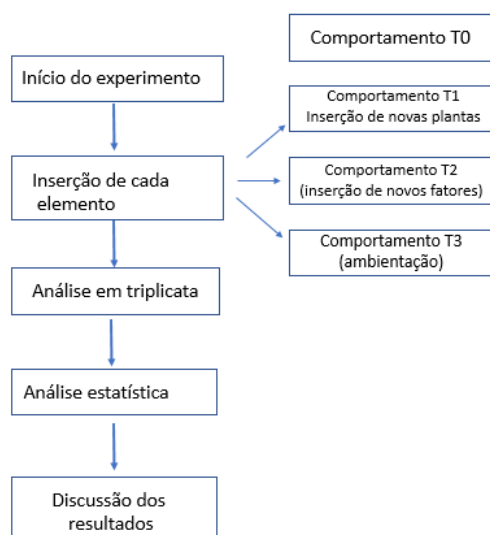 Comportamento T0
Início do experimento
Comportamento T1
Inserção de novas plantas
Inserção de cada
elemento
Comportamento T2
(inserção de novos fatores)
Comportamento T3
(ambientação)
Análise em triplicata
Análise estatística
Discussão dos
resultados